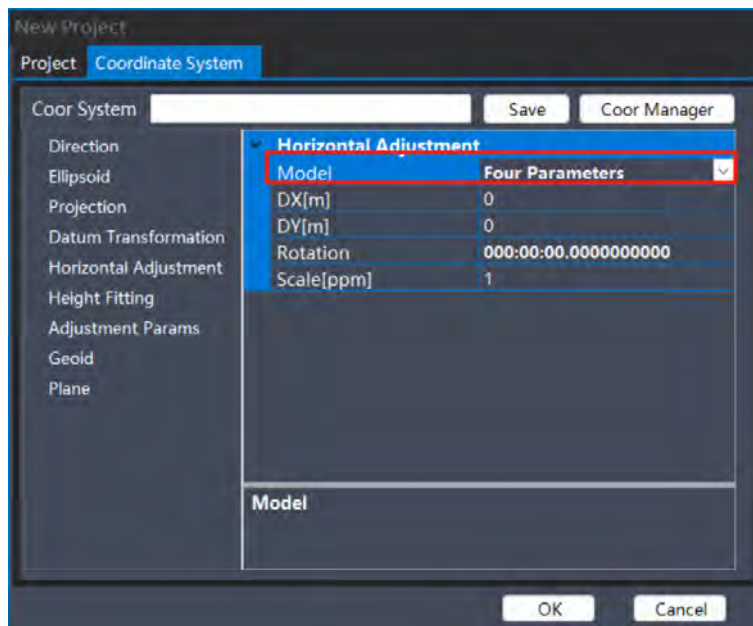 New Project
Project Coordinate System
Coor System Save Coor Manager
Direction
Ellipsoid
Projection
Datum Transformation
Horizontal Adjustment
Height Fitting
Adjustment Params
Geoid
Plane
Horizontal Adjustment
Model Four Parameters
DX[m] 0
DY[m] 0
Rotation 000:00:00.0000000000
Scale[ppm] 1
Model
OK Cancel